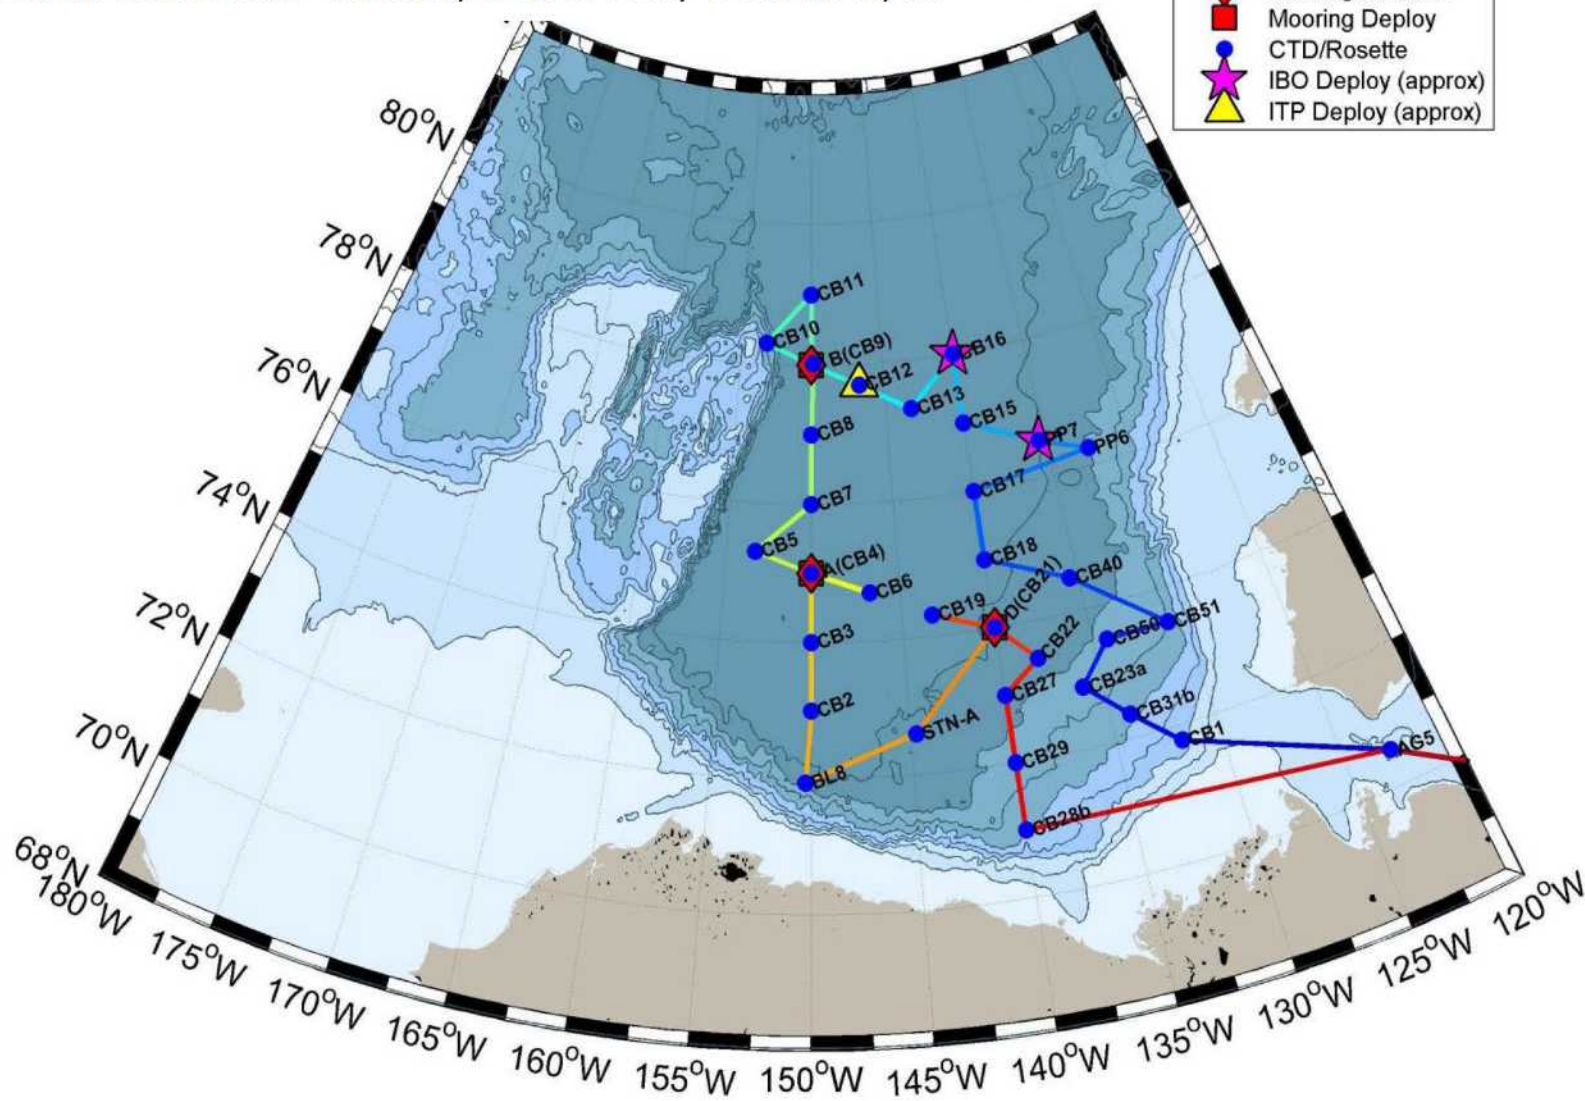 Mooring Deploy
CTD/Rosette
IBO Deploy (approx)
ITP Deploy (approx)
80°N
78°N
76°N
74°N
72°N
70°N
68°N
180°W
175°W
170°W
165°W
160°W
155°W
150°W
145°W
140°W
135°W
130°W
125°W
120°W
CB11
CB10
B(CB9)
CB16
CB12
CB13
CB15
CB8
PP7
PP6
CB17
CB7
CB5
CB18
A(CB4)
CB40
CB6
CB19
D(CB21)
CB51
CB50
CB3
CB22
CB23a
CB27
CB31b
CB2
STN-A
CB1
AG5
CB29
BL8
CB28b